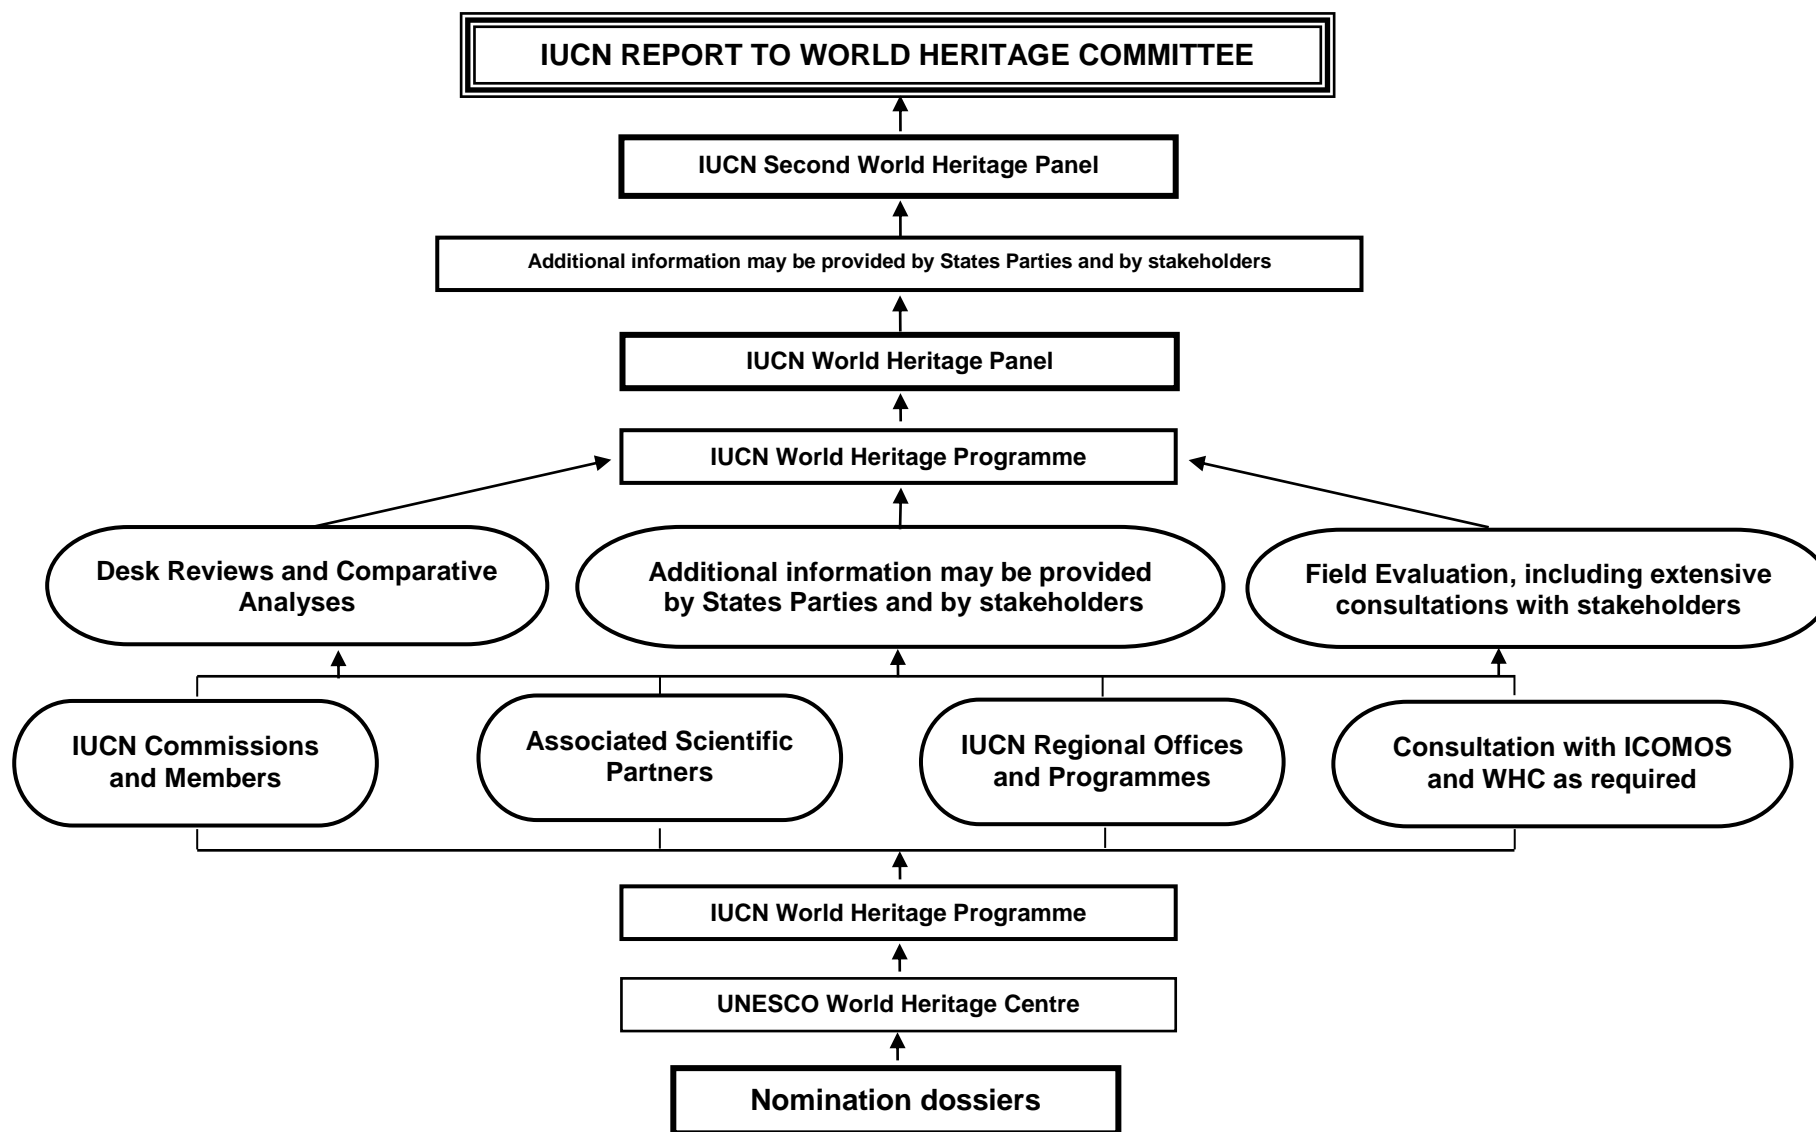 IUCN REPORT TO WORLD HERITAGE COMMITTEE
IUCN Second World Heritage Panel
Additional information may be provided by States Parties and by stakeholders
IUCN World Heritage Panel
IUCN World Heritage Programme
Desk Reviews and Comparative
Analyses
Additional information may be provided
by States Parties and by stakeholders
Field Evaluation, including extensive
consultations with stakeholders
IUCN Commissions
and Members
Associated Scientific
Partners
IUCN Regional Offices
and Programmes
Consultation with ICOMOS
and WHC as required
IUCN World Heritage Programme
UNESCO World Heritage Centre
Nomination dossiers